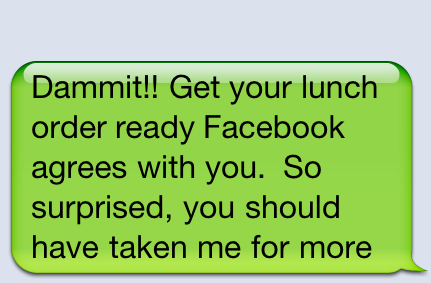 Dammit!! Get your lunch
order ready Facebook
agrees with you.  So
surprised, you should
have taken me for more